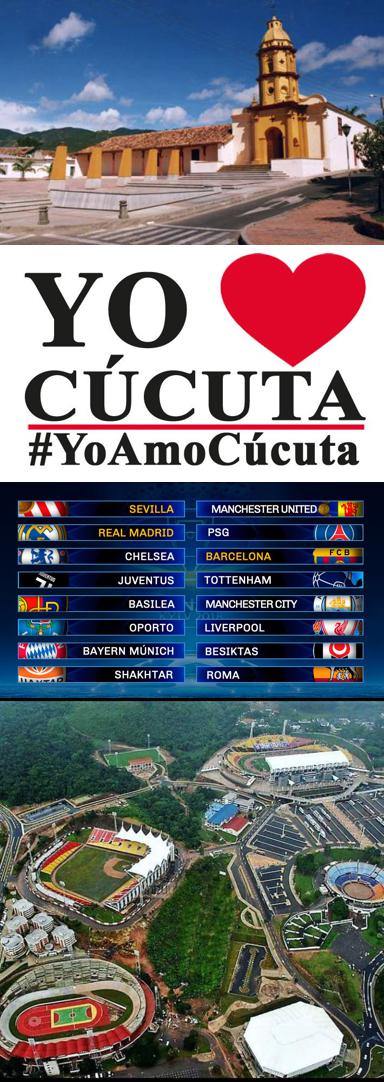 YO
CÚCUTA
#YoAmoCúcuta
SEVILLA MANCHESTER UNITED
REAL MADRID PSG
CHELSEA BARCELONA
FCB
JUVENTUS TOTTENHAM
BASILEA MANCHESTER CITY
OPORTO LIVERPOOL
BAYERN MÚNICH BESIKTAS
SHAKHTAR ROMA